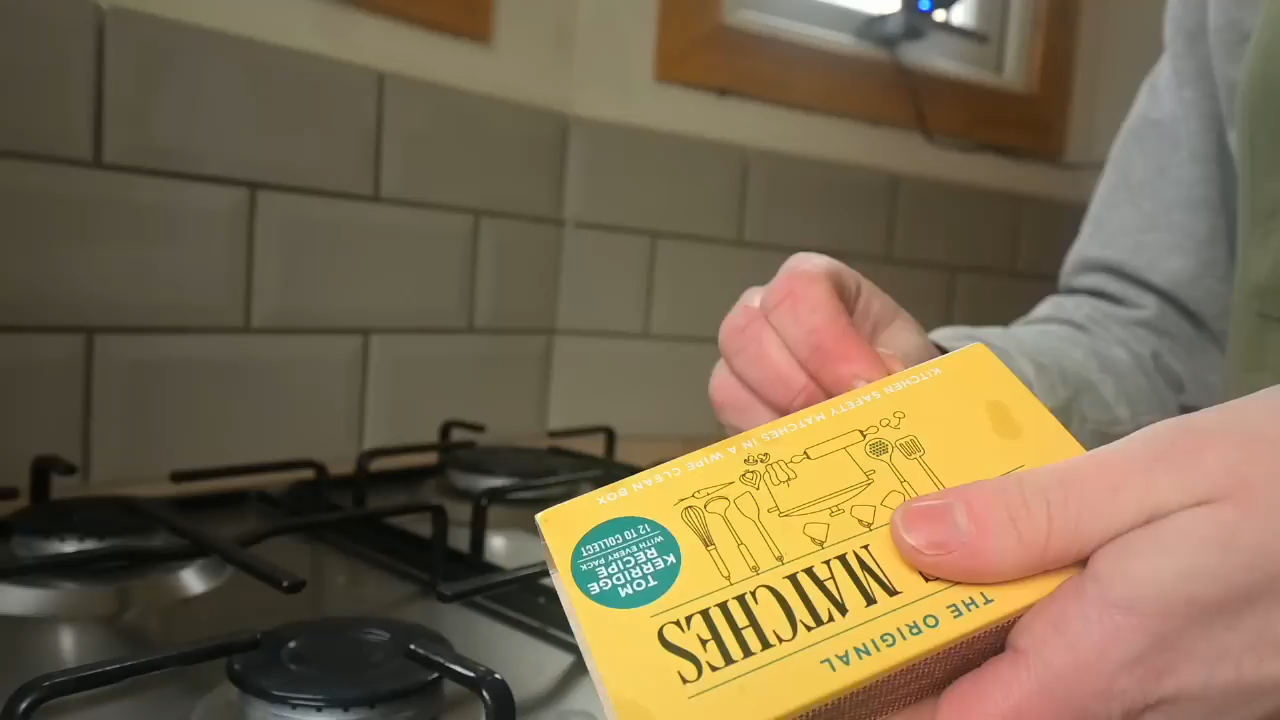 THE ORIGINAL
MATCHES
TOM
KERRIDGE
RECIPE
WITH EVERY PACK
12 TO COLLECT
KITCHEN SAFETY MATCHES IN A WIPE CLEAN BOX